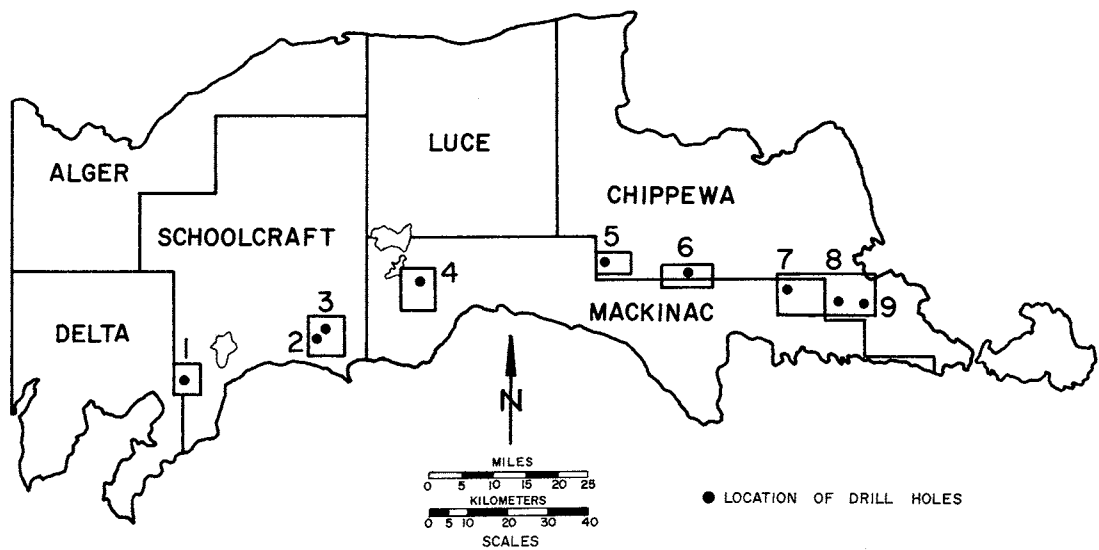 LUCE
ALGER
CHIPPEWA
SCHOOLCRAFT
5
6
7
8
4
9
3
MACKINAC
DELTA
2
1
N
MILES
0 5 10 15 20 25
KILOMETERS
0 5 10 20 30 40
SCALES
LOCATION OF DRILL HOLES